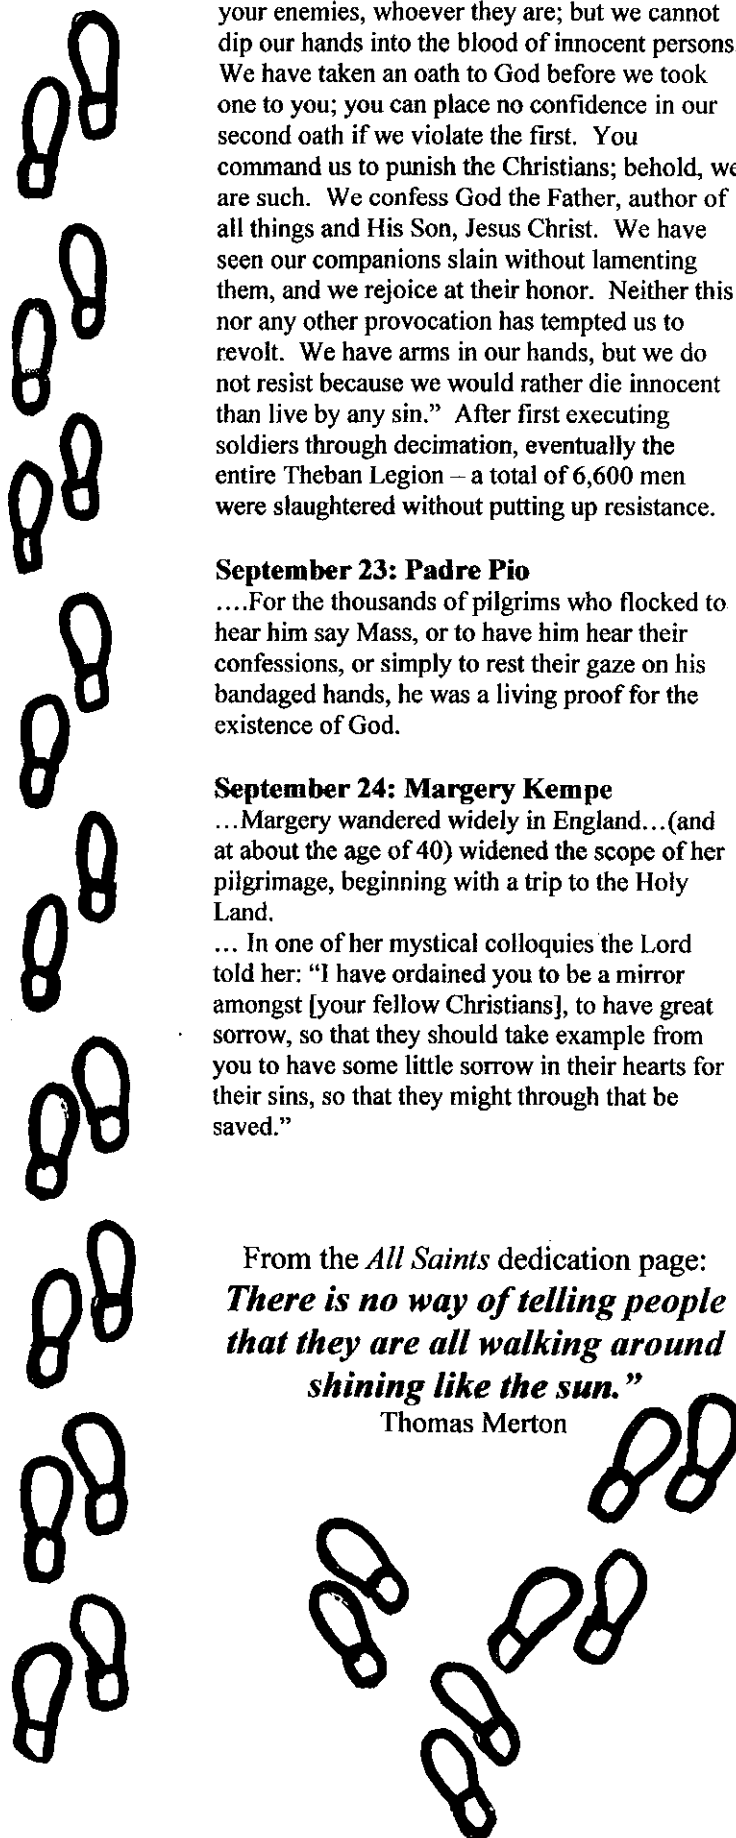 your enemies, whoever they are; but we cannot
dip our hands into the blood of innocent persons.
We have taken an oath to God before we took
one to you; you can place no confidence in our
second oath if we violate the first. You
command us to punish the Christians; behold, we
are such. We confess God the Father, author of
all things and His Son, Jesus Christ. We have
seen our companions slain without lamenting
them, and we rejoice at their honor. Neither this
nor any other provocation has tempted us to
revolt. We have arms in our hands, but we do
not resist because we would rather die innocent
than live by any sin.” After first executing
soldiers through decimation, eventually the
entire Theban Legion – a total of 6,600 men
were slaughtered without putting up resistance.
September 23: Padre Pio
….For the thousands of pilgrims who flocked to
hear him say Mass, or to have him hear their
confessions, or simply to rest their gaze on his
bandaged hands, he was a living proof for the
existence of God.
September 24: Margery Kempe
…Margery wandered widely in England…(and
at about the age of 40) widened the scope of her
pilgrimage, beginning with a trip to the Holy
Land.
… In one of her mystical colloquies the Lord
told her: “I have ordained you to be a mirror
amongst [your fellow Christians], to have great
sorrow, so that they should take example from
you to have some little sorrow in their hearts for
their sins, so that they might through that be
saved.”
From the All Saints dedication page:
There is no way of telling people
that they are all walking around
shining like the sun.”
Thomas Merton